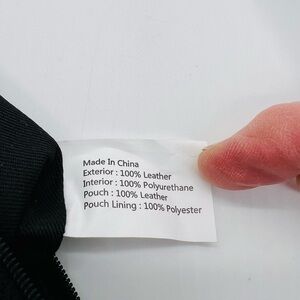 Made In China
Exterior : 100% Leather
Interior : 100% Polyurethane
Pouch : 100% Leather
Pouch Lining : 100% Polyester